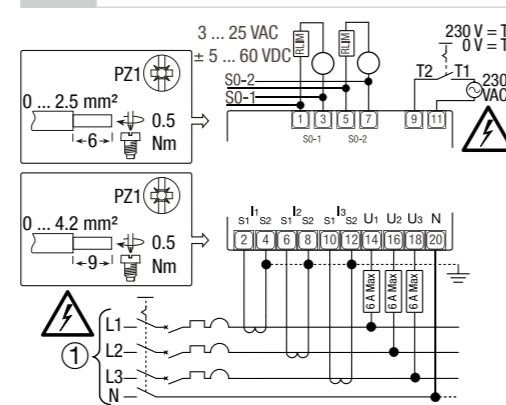 3 ... 25 VAC
± 5 ... 60 VDC
RLIM
RLIM
230 V = T
0 V = T
T2 T1
230
VAC
S0-2
S0-1
1 3 5 7 9 11
S0-1 S0-2
PZ1
0 ... 2.5 mm²
6
0.5
Nm
PZ1
0 ... 4.2 mm²
9
0.5
Nm
I1 I2 I3
S1 S2 S1 S2 S1 S2 U1 U2 U3 N
2 4 6 8 10 12 14 16 18 20
6 A Max
6 A Max
6 A Max
1
L1
L2
L3
N